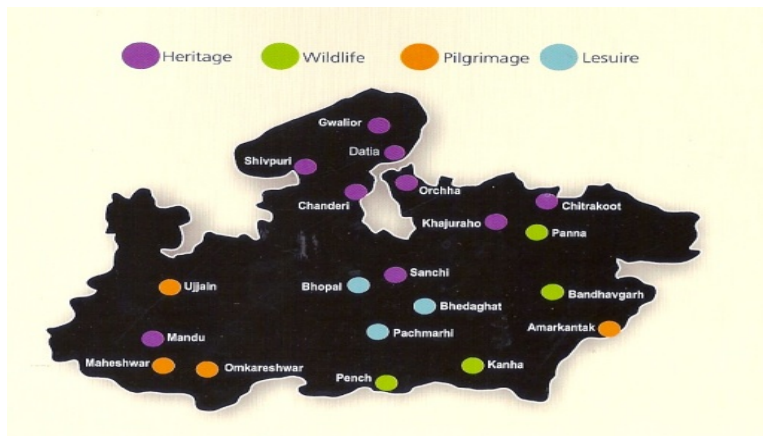 Heritage Wildlife Pilgrimage Lesuire
Gwalior
Datia
Shivpuri
Orchha
Chanderi
Chitrakoot
Khajuraho
Panna
Sanchi
Ujjain
Bhopal
Bandhavgarh
Bhedaghat
Amarkantak
Pachmarhi
Mandu
Maheshwar
Omkareshwar
Kanha
Pench